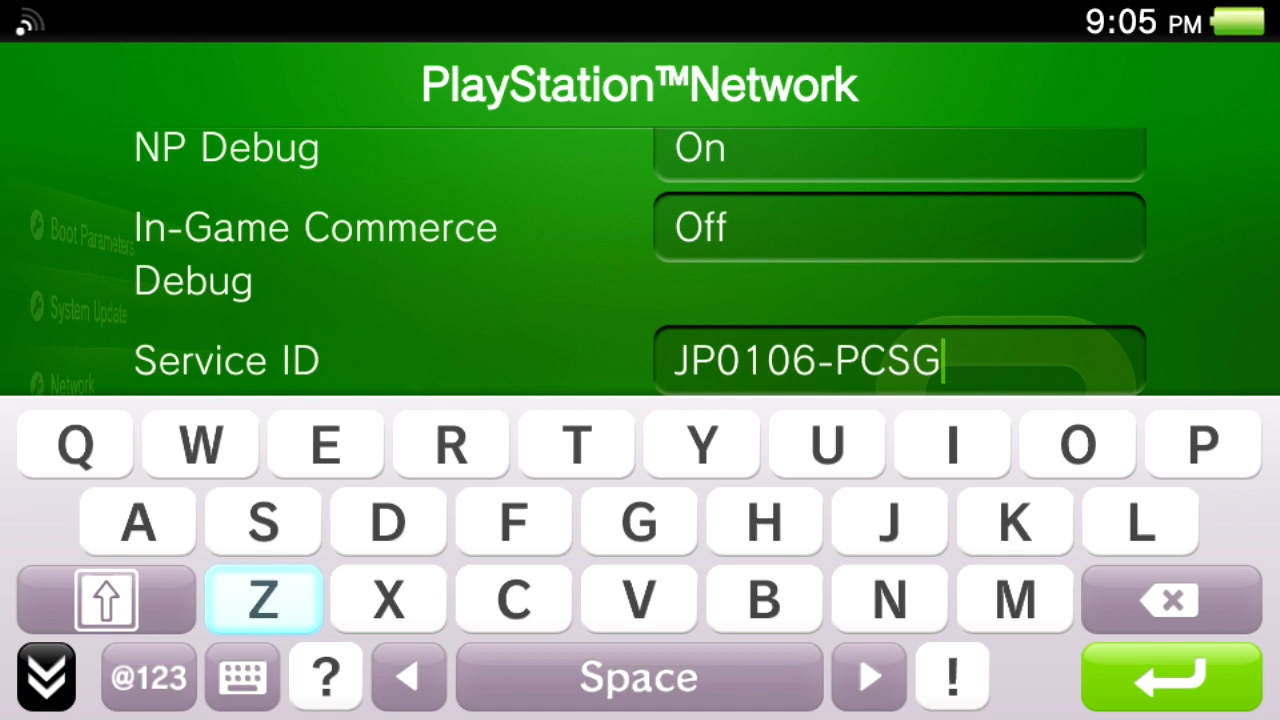 9:05 PM
PlayStation™Network
NP Debug
On
In-Game Commerce
Debug
Off
Boot Parameters
System Update
Service ID
JP0106-PCSG
Network
Q W E R T Y U I O P
A S D F G H J K L
Z X C V B N M
@123 ? Space !